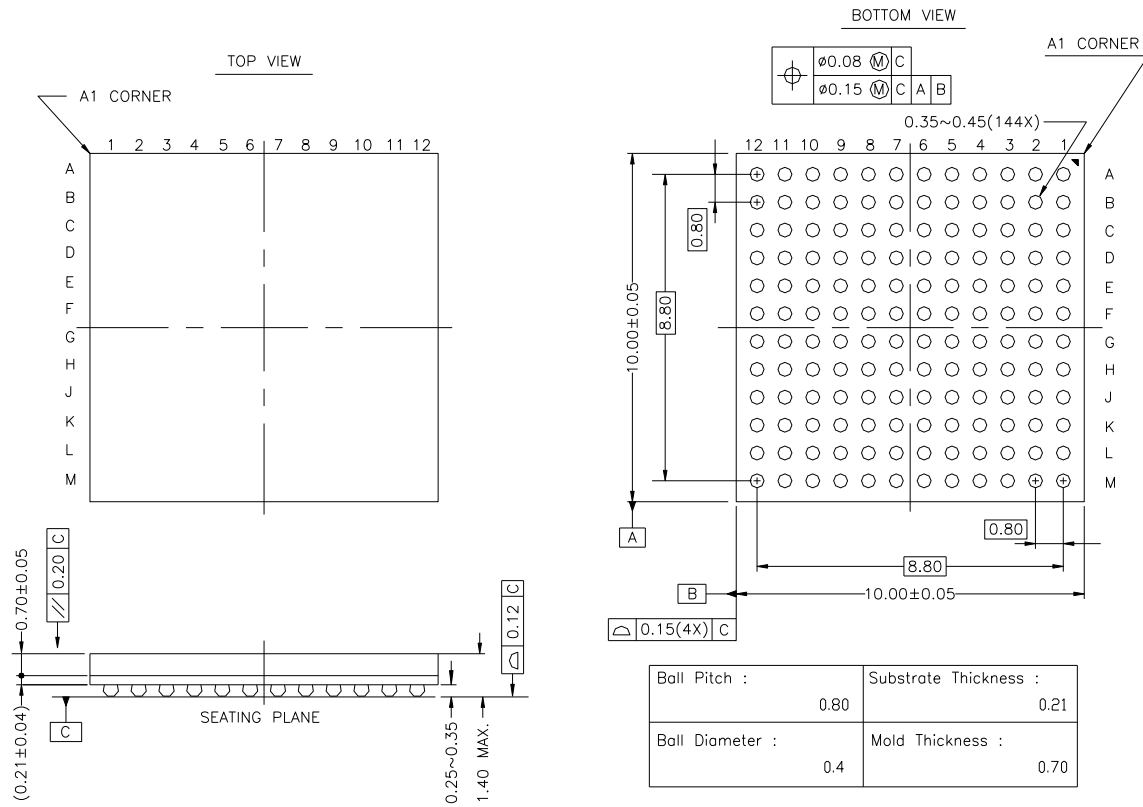 TOP VIEW
A1 CORNER
1 2 3 4 5 6 7 8 9 10 11 12
A
B
C
D
E
F
G
H
J
K
L
M
BOTTOM VIEW
A1 CORNER
⌀0.08 Ⓜ C
⌀0.15 Ⓜ C A B
0.35~0.45(144X)
12 11 10 9 8 7 6 5 4 3 2 1
A
B
C
D
E
F
G
H
J
K
L
M
0.80
8.80
10.00±0.05
A
0.80
8.80
B
10.00±0.05
0.15(4X) C
0.70±0.05
// 0.20 C
(0.21±0.04)
C
SEATING PLANE
0.12 C
0.25~0.35
1.40 MAX.
Ball Pitch :
0.80
Substrate Thickness :
0.21
Ball Diameter :
0.4
Mold Thickness :
0.70